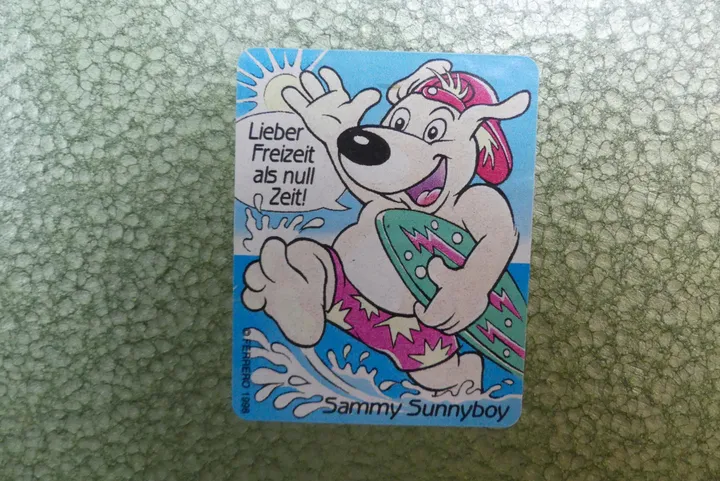 Lieber
Freizeit
als null
Zeit!
© FERRERO 1998
Sammy Sunnyboy